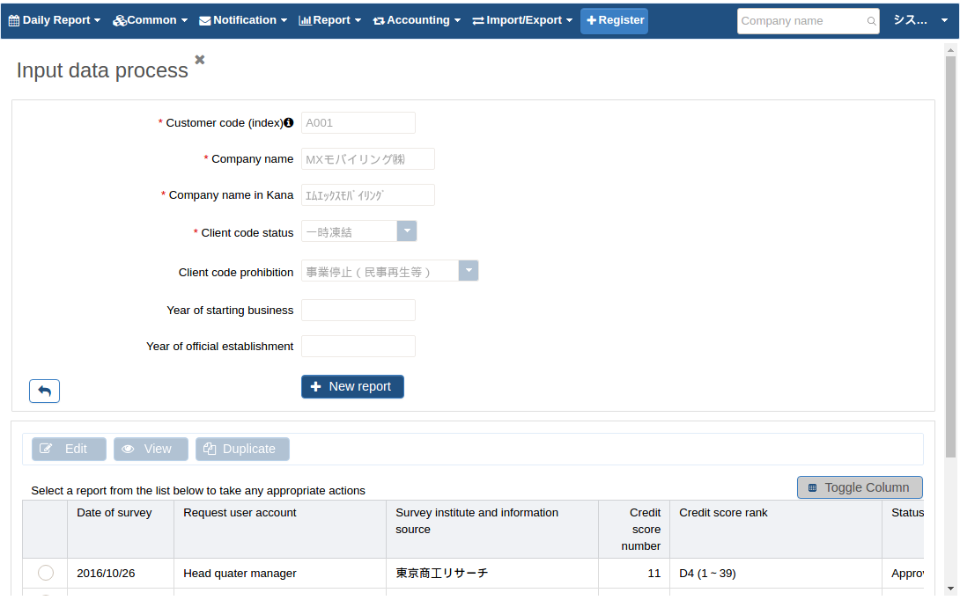 Daily Report Common Notification Report Accounting Import/Export Register Company name シス...
Input data process
* Customer code (index) A001
* Company name MXモバイリング㈱
* Company name in Kana ｴﾑｴｯｸｽﾓﾊﾞｲﾘﾝｸﾞ
* Client code status 一時凍結
Client code prohibition 事業停止 ( 民事再生等 )
Year of starting business
Year of official establishment
New report
Edit View Duplicate
Toggle Column
Select a report from the list below to take any appropriate actions
Date of survey Request user account Survey institute and information source Credit score number Credit score rank Status
2016/10/26 Head quater manager 東京商工リサーチ 11 D4 (1 ~ 39) Appro